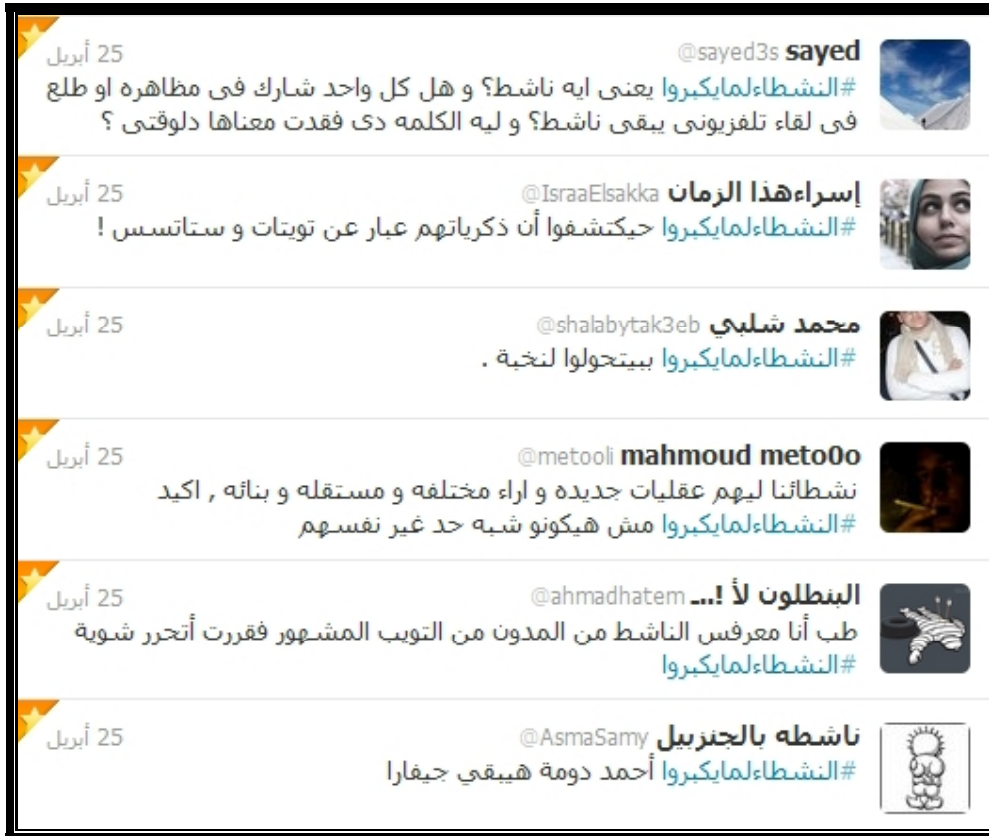 sayed @sayed3s 25 أبريل
#النشطاءلمايكبروا يعنى ايه ناشط؟ و هل كل واحد شارك فى مظاهره او طلع
فى لقاء تلفزيونى يبقى ناشط؟ و ليه الكلمه دى فقدت معناها دلوقتى ؟
إسراءهذا الزمان @IsraaElsakka 25 أبريل
#النشطاءلمايكبروا حيكتشفوا أن ذكرياتهم عبار عن تويتات و ستاتسس !
محمد شلبي @shalabytak3eb 25 أبريل
#النشطاءلمايكبروا بيبتحولوا لنخبة .
mahmoud meto0o @metooli 25 أبريل
نشطائنا ليهم عقليات جديده و اراء مختلفه و مستقله و بنائه , اكيد
#النشطاءلمايكبروا مش هيكونو شبه حد غير نفسهم
البنطلون لأ !..ـ @ahmadhatem 25 أبريل
طب أنا معرفس الناشط من المدون من التويب المشهور فقررت أتحرر شوية
#النشطاءلمايكبروا
ناشطه بالجنزبيل @AsmaSamy 25 أبريل
#النشطاءلمايكبروا أحمد دومة هيبقي جيفارا